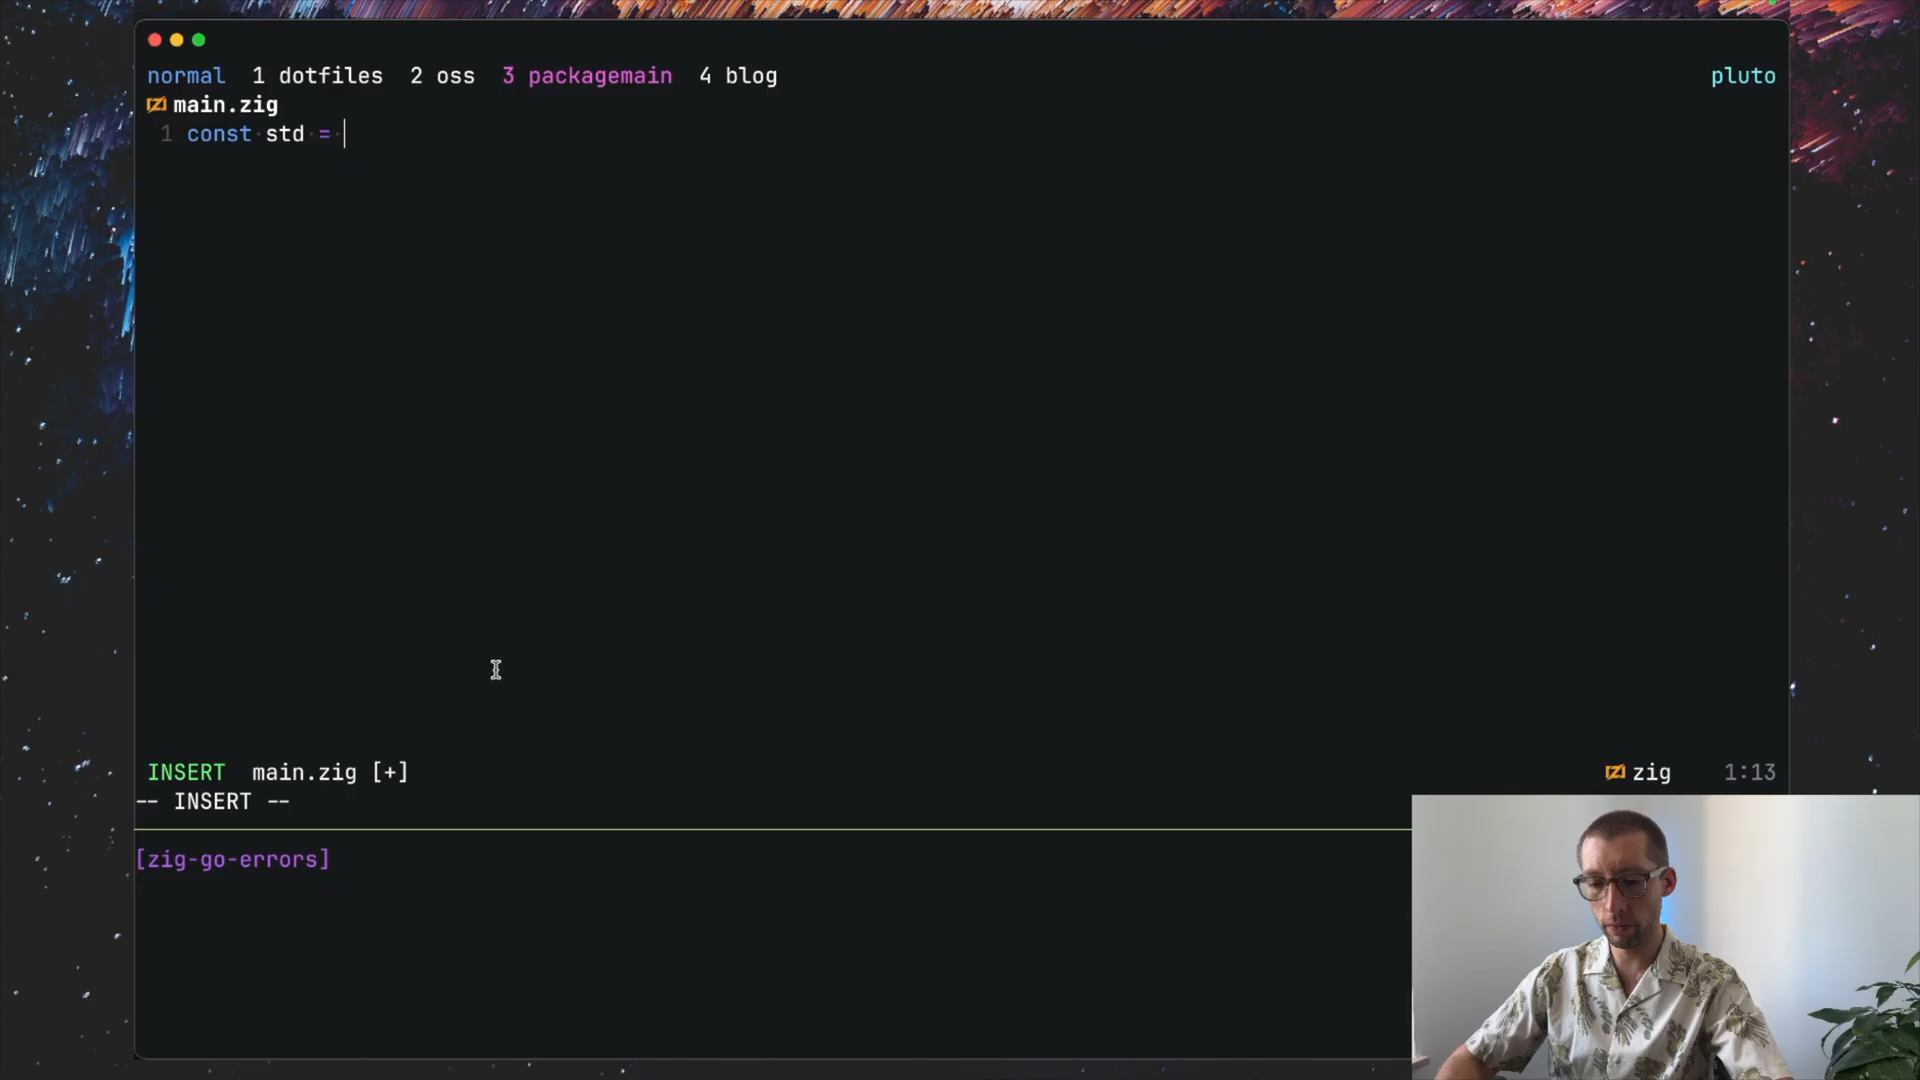 normal 1 dotfiles 2 oss 3 packagemain 4 blog pluto
main.zig
1 const std =
INSERT main.zig [+] zig 1:13
-- INSERT --
[zig-go-errors]